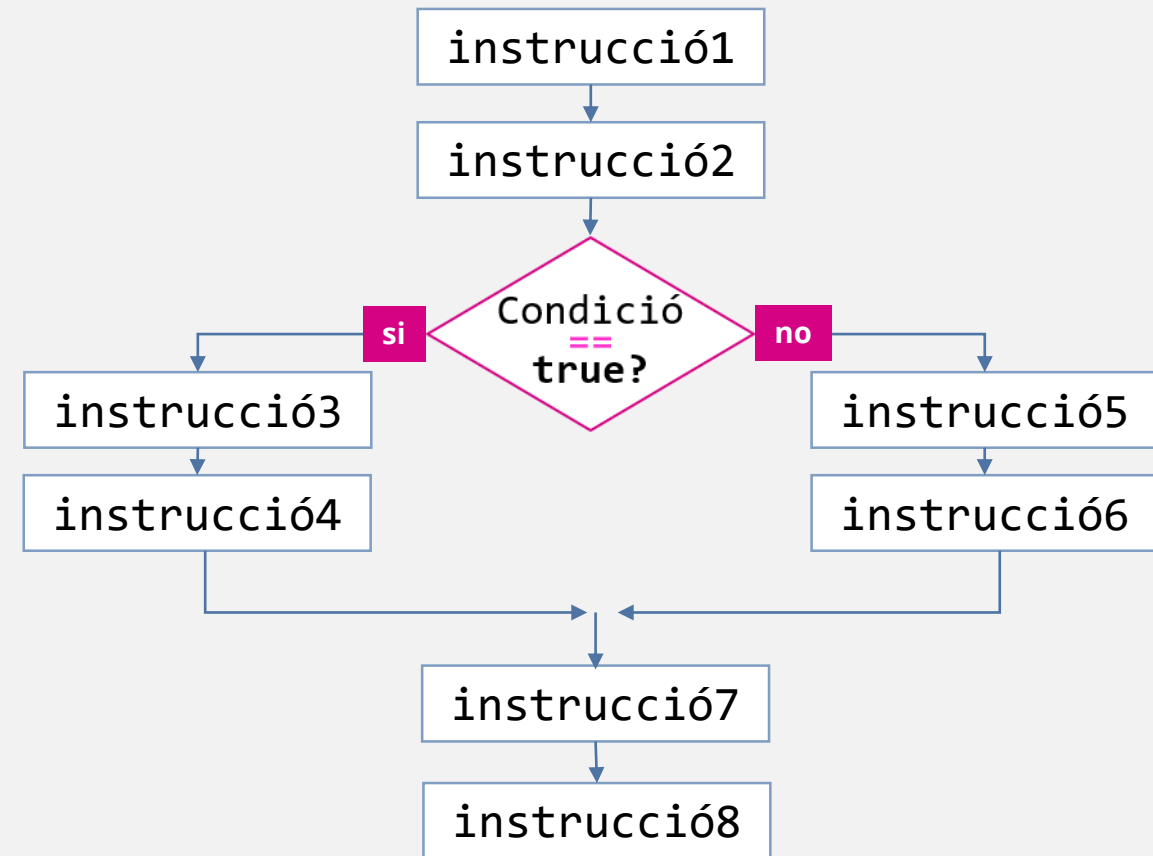 instrucció1
instrucció2
Condició
==
true?
si
no
instrucció3
instrucció5
instrucció4
instrucció6
instrucció7
instrucció8